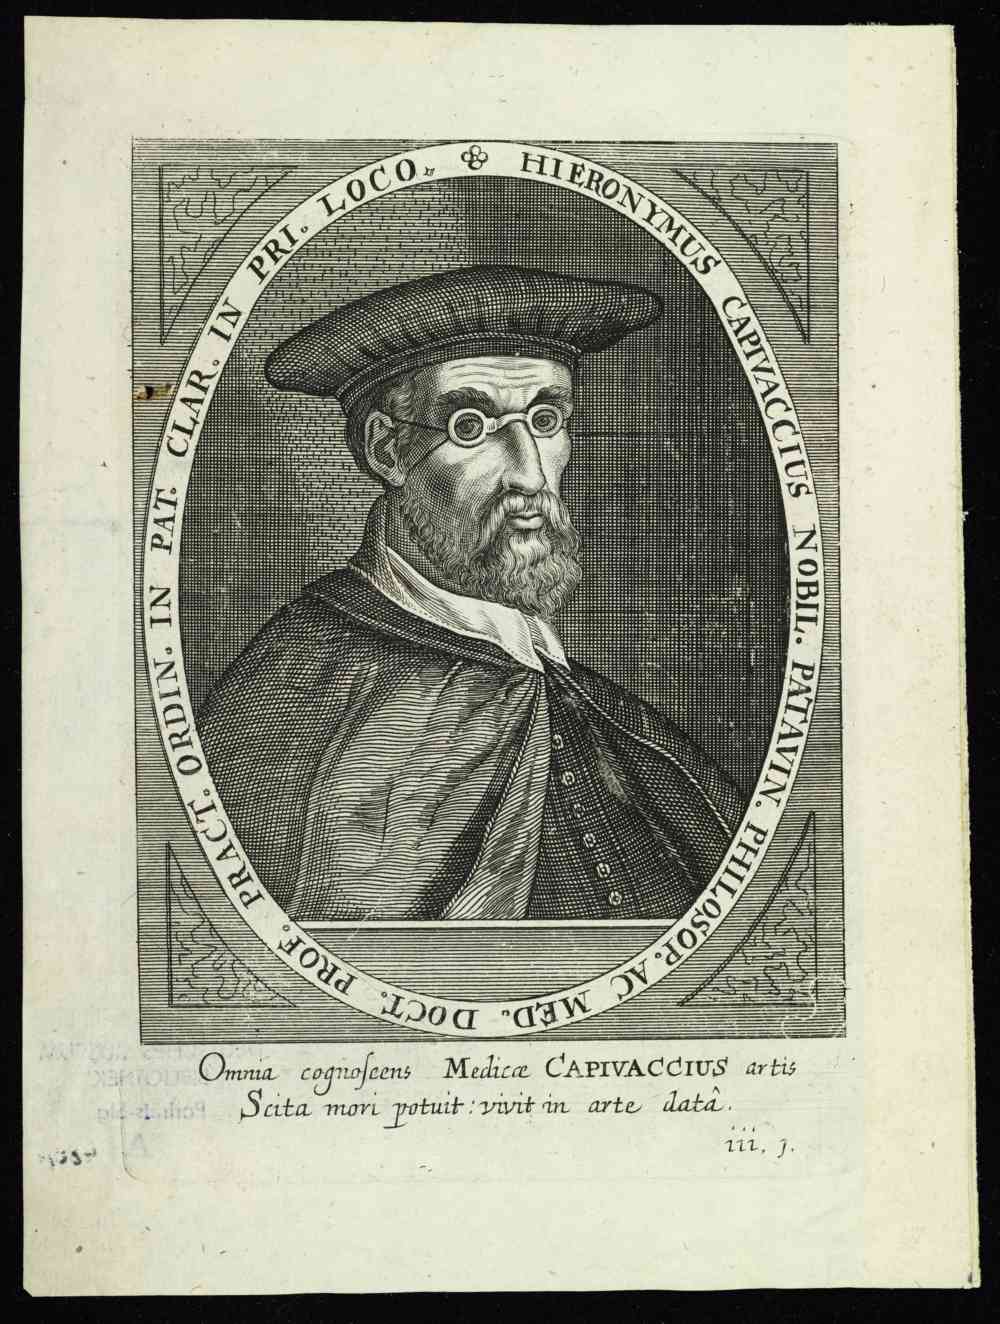 HIERONYMUS CAPIVACCIUS NOBIL. PATAVIN. PHILOSOP. AC MED. DOCT. PROF. PRACT. ORDIN. IN PAT. CLAR. IN PRI. LOCO.
Omnia cognoſcens Medicæ CAPIVACCIUS artis
Scita mori potuit: vivit in arte datâ.
iii. j.